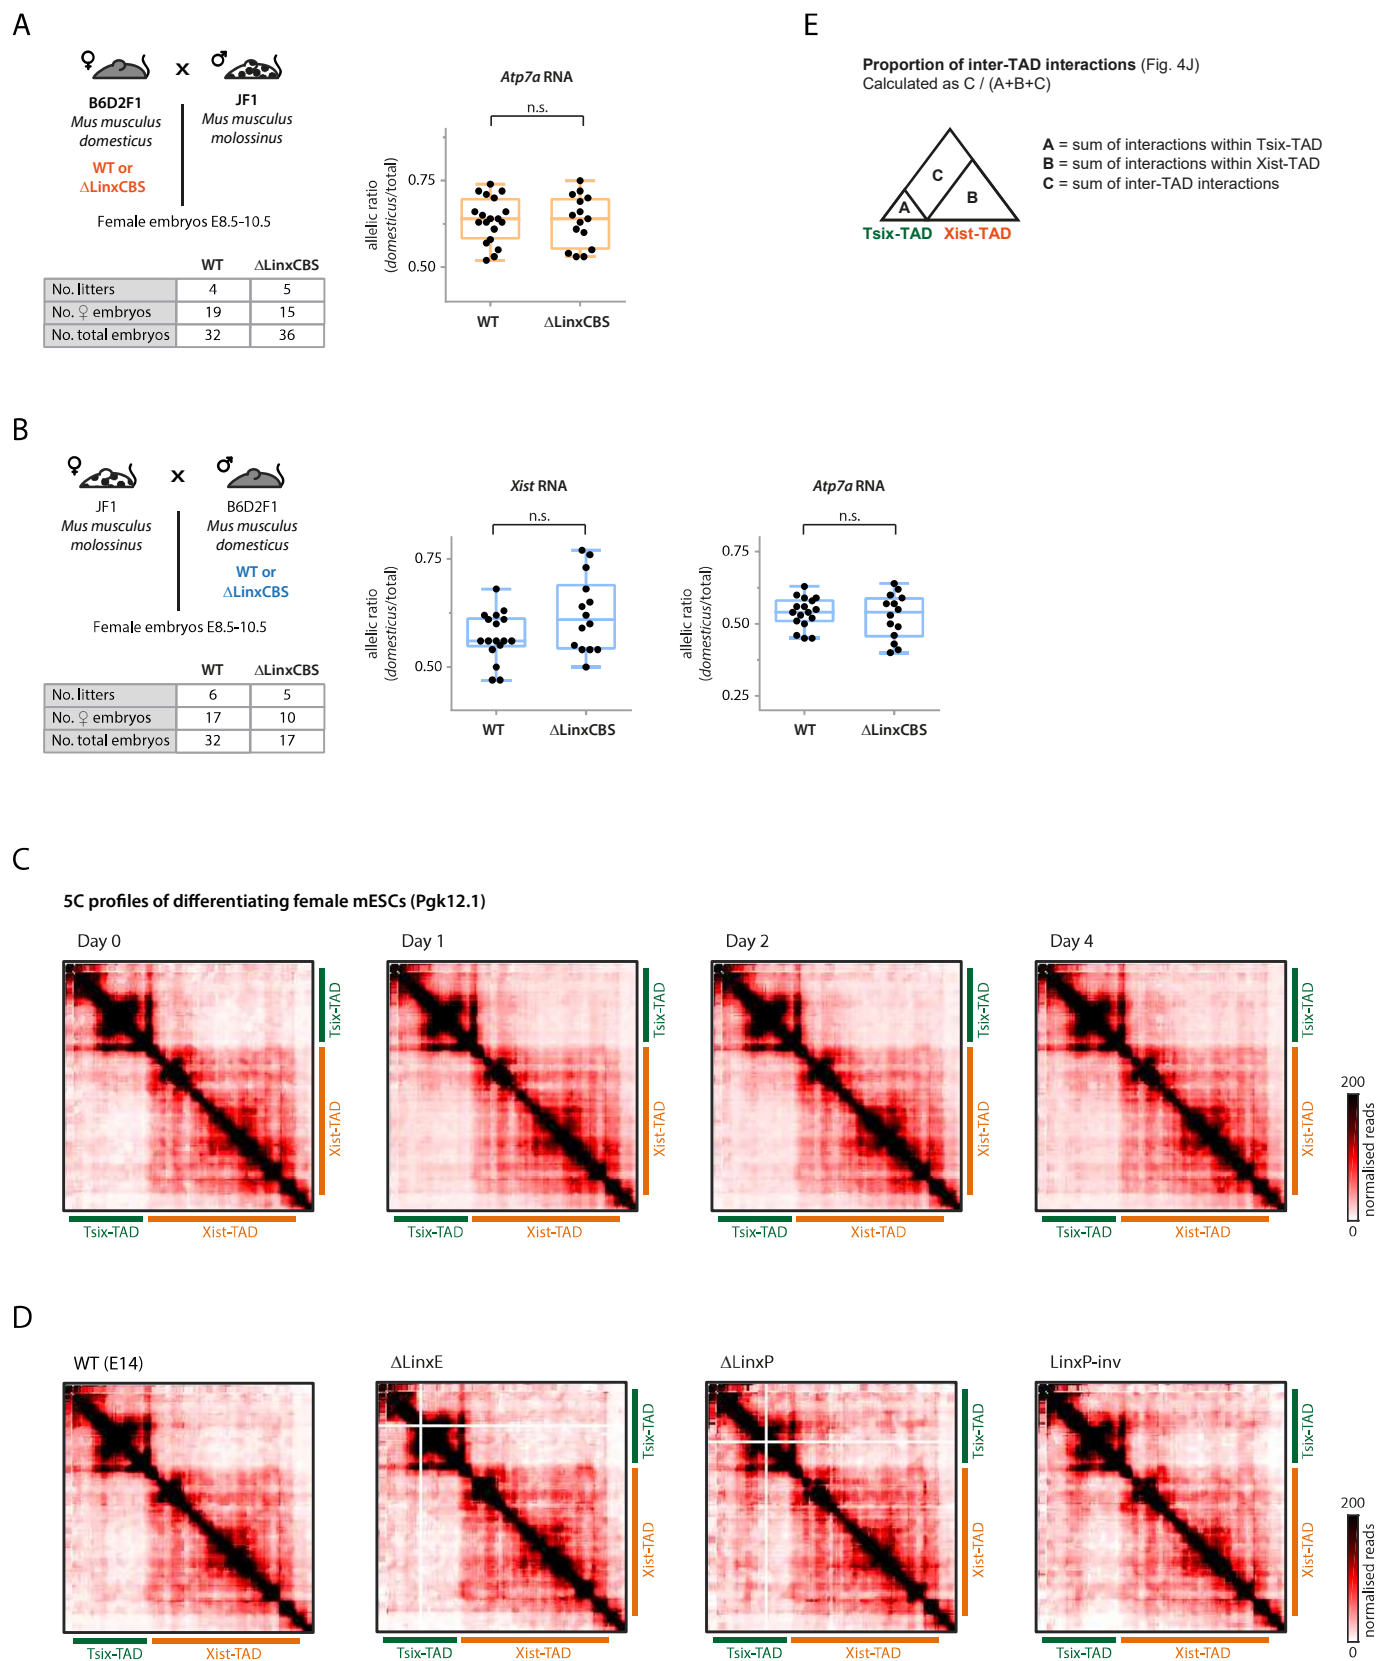 A
♀ x ♂
B6D2F1
Mus musculus
domesticus
WT or
ΔLinxCBS
JF1
Mus musculus
molossinus
Female embryos E8.5-10.5
WT ΔLinxCBS
No. litters 4 5
No. ♀ embryos 19 15
No. total embryos 32 36
Atp7a RNA
n.s.
allelic ratio
(domesticus/total)
0.75
0.50
WT ΔLinxCBS
E
Proportion of inter-TAD interactions (Fig. 4J)
Calculated as C / (A+B+C)
C
A
B
Tsix-TAD Xist-TAD
A = sum of interactions within Tsix-TAD
B = sum of interactions within Xist-TAD
C = sum of inter-TAD interactions
B
♀ x ♂
JF1
Mus musculus
molossinus
B6D2F1
Mus musculus
domesticus
WT or
ΔLinxCBS
Female embryos E8.5-10.5
WT ΔLinxCBS
No. litters 6 5
No. ♀ embryos 17 10
No. total embryos 32 17
Xist RNA
n.s.
allelic ratio
(domesticus/total)
0.75
0.50
WT ΔLinxCBS
Atp7a RNA
n.s.
allelic ratio
(domesticus/total)
0.75
0.50
0.25
WT ΔLinxCBS
C
5C profiles of differentiating female mESCs (Pgk12.1)
Day 0
Tsix-TAD
Xist-TAD
Tsix-TAD Xist-TAD
Day 1
Tsix-TAD
Xist-TAD
Tsix-TAD Xist-TAD
Day 2
Tsix-TAD
Xist-TAD
Tsix-TAD Xist-TAD
Day 4
Tsix-TAD
Xist-TAD
Tsix-TAD Xist-TAD
200
normalised reads
0
D
WT (E14)
Tsix-TAD Xist-TAD
ΔLinxE
Tsix-TAD
Xist-TAD
Tsix-TAD Xist-TAD
ΔLinxP
Tsix-TAD
Xist-TAD
Tsix-TAD Xist-TAD
LinxP-inv
Tsix-TAD
Xist-TAD
Tsix-TAD Xist-TAD
200
normalised reads
0